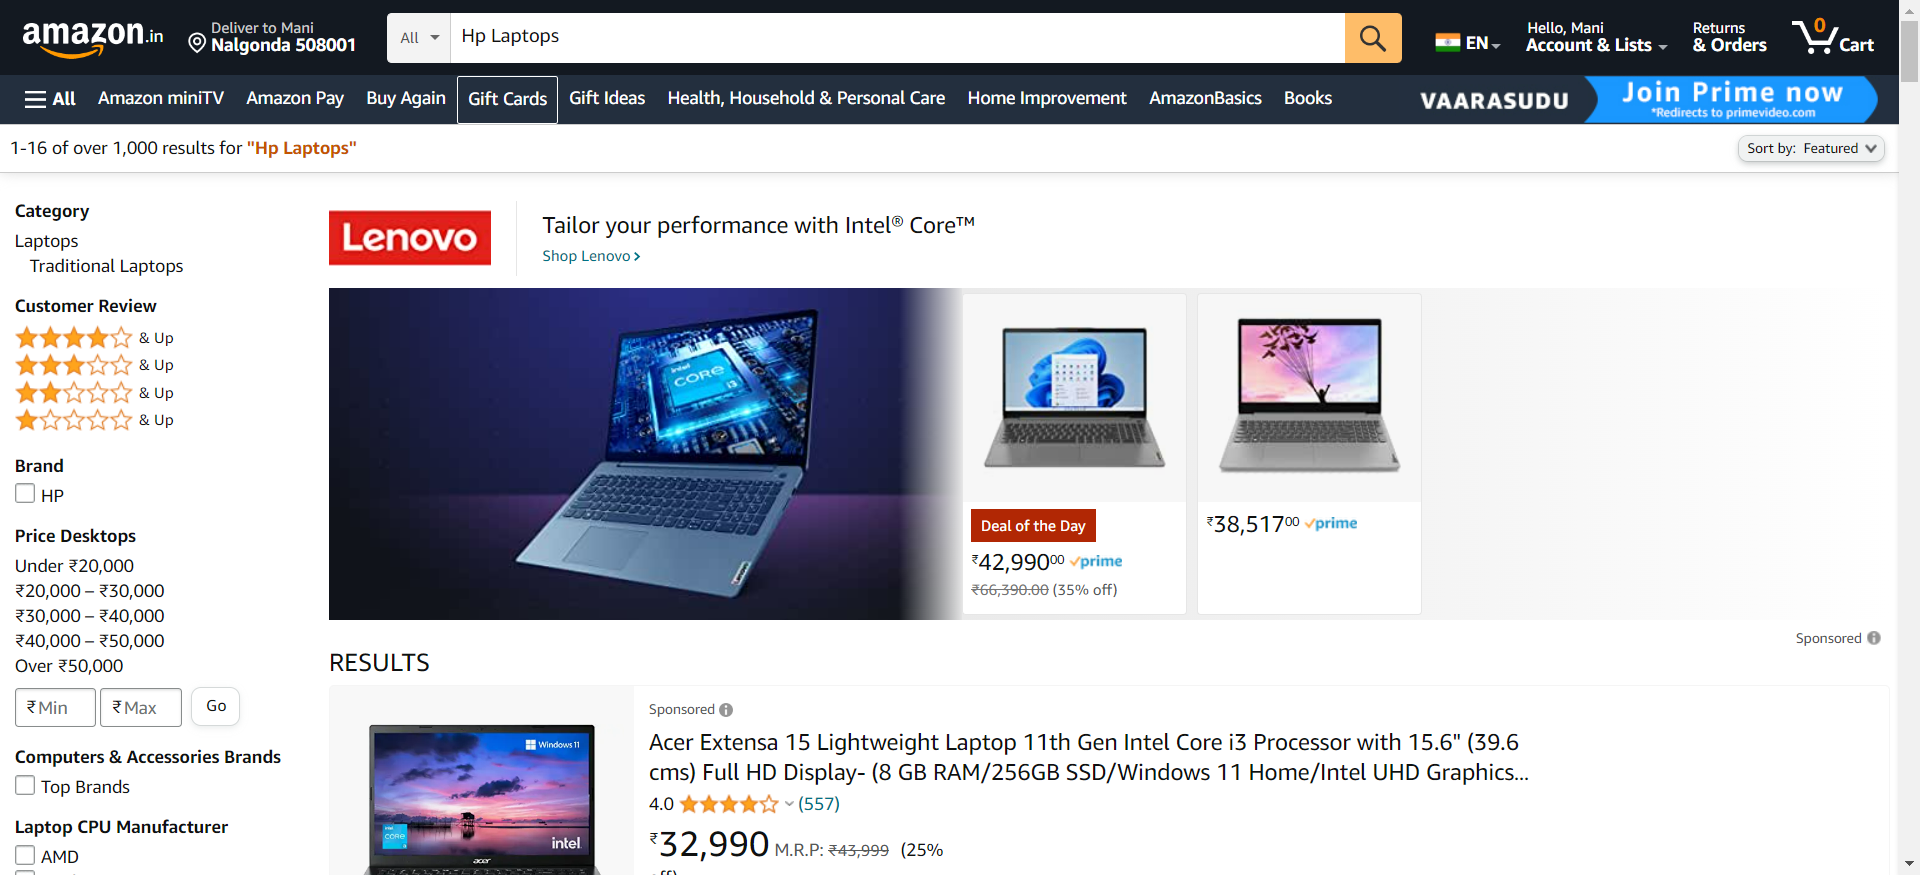 amazon.in
Deliver to Mani
Nalgonda 508001
All
Hp Laptops
EN
Hello, Mani
Account & Lists
Returns
& Orders
0
Cart
All
Amazon miniTV
Amazon Pay
Buy Again
Gift Cards
Gift Ideas
Health, Household & Personal Care
Home Improvement
AmazonBasics
Books
VAARASUDU
Join Prime now
*Redirects to primevideo.com
1-16 of over 1,000 results for "Hp Laptops"
Sort by: Featured
Category
Laptops
Traditional Laptops
Customer Review
& Up
& Up
& Up
& Up
Brand
HP
Price Desktops
Under ₹20,000
₹20,000 – ₹30,000
₹30,000 – ₹40,000
₹40,000 – ₹50,000
Over ₹50,000
₹ Min
₹ Max
Go
Computers & Accessories Brands
Top Brands
Laptop CPU Manufacturer
AMD
Lenovo
Tailor your performance with Intel® Core™
Shop Lenovo
intel
CORE
i3
Lenovo
Deal of the Day
₹42,99000 prime
₹66,390.00 (35% off)
₹38,51700 prime
Sponsored
RESULTS
Windows 11
intel
CORE
intel.
acer
Sponsored
Acer Extensa 15 Lightweight Laptop 11th Gen Intel Core i3 Processor with 15.6" (39.6
cms) Full HD Display- (8 GB RAM/256GB SSD/Windows 11 Home/Intel UHD Graphics...
4.0 (557)
₹32,990 M.R.P: ₹43,999 (25%